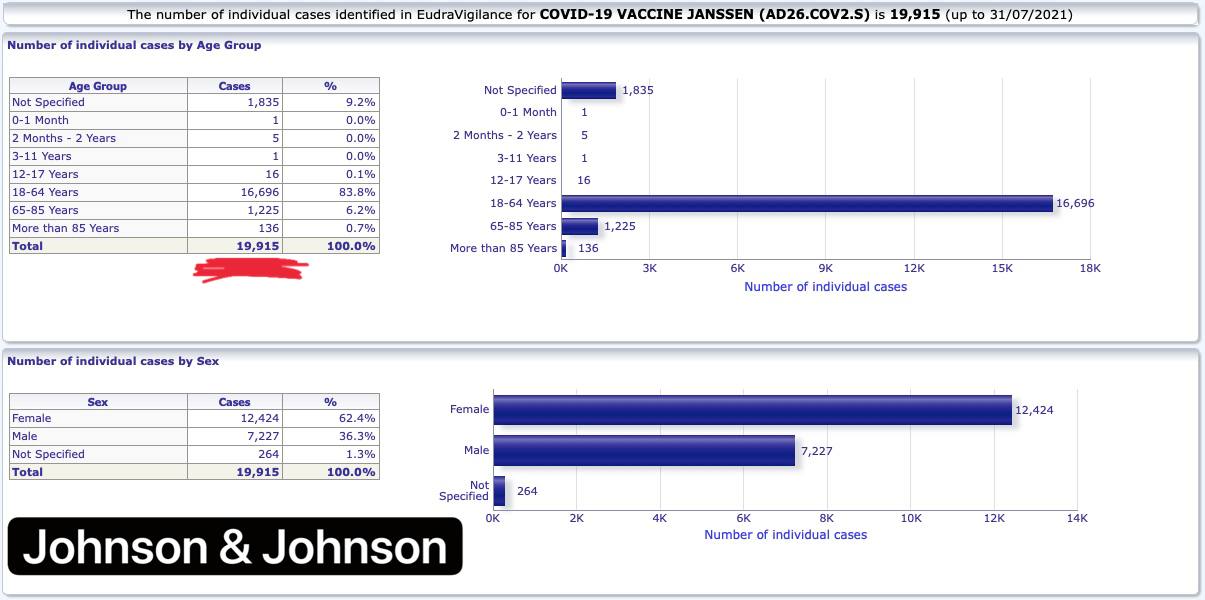 The number of individual cases identified in EudraVigilance for COVID-19 VACCINE JANSSEN (AD26.COV2.S) is 19,915 (up to 31/07/2021)
Number of individual cases by Age Group
Age Group Cases %
Not Specified 1,835 9.2%
0-1 Month 1 0.0%
2 Months - 2 Years 5 0.0%
3-11 Years 1 0.0%
12-17 Years 16 0.1%
18-64 Years 16,696 83.8%
65-85 Years 1,225 6.2%
More than 85 Years 136 0.7%
Total 19,915 100.0%
Not Specified 1,835
0-1 Month 1
2 Months - 2 Years 5
3-11 Years 1
12-17 Years 16
18-64 Years 16,696
65-85 Years 1,225
More than 85 Years 136
0K 3K 6K 9K 12K 15K 18K
Number of individual cases
Number of individual cases by Sex
Sex Cases %
Female 12,424 62.4%
Male 7,227 36.3%
Not Specified 264 1.3%
Total 19,915 100.0%
Female 12,424
Male 7,227
Not
Specified 264
0K 2K 4K 6K 8K 10K 12K 14K
Number of individual cases
Johnson & Johnson